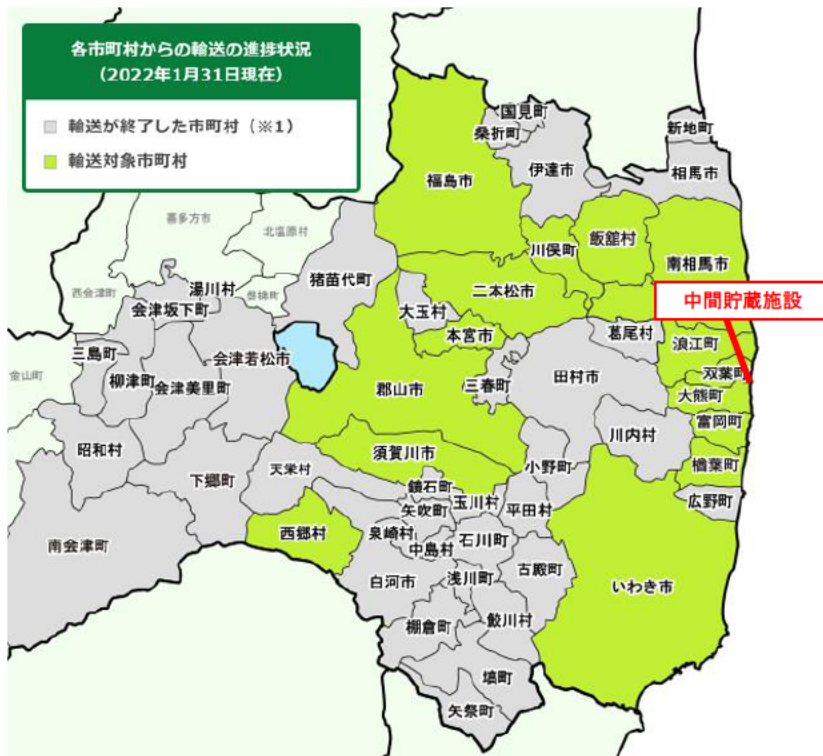 各市町村からの輸送の進捗状況
（2022年1月31日現在）
輸送が終了した市町村（※1）
輸送対象市町村
国見町
桑折町
新地町
伊達市
相馬市
福島市
喜多方市
北塩原村
川俣町
飯舘村
南相馬市
西会津町
湯川村
磐梯町
猪苗代町
二本松市
中間貯蔵施設
会津坂下町
大玉村
本宮市
葛尾村
浪江町
三島町
会津若松市
金山町
柳津町
会津美里町
郡山市
三春町
田村市
双葉町
大熊町
富岡町
昭和村
川内村
須賀川市
下郷町
天栄村
小野町
楢葉町
鏡石町
玉川村
平田村
広野町
矢吹町
西郷村
泉崎村
石川町
南会津町
中島村
古殿町
白河市
浅川町
いわき市
棚倉町
鮫川村
塙町
矢祭町